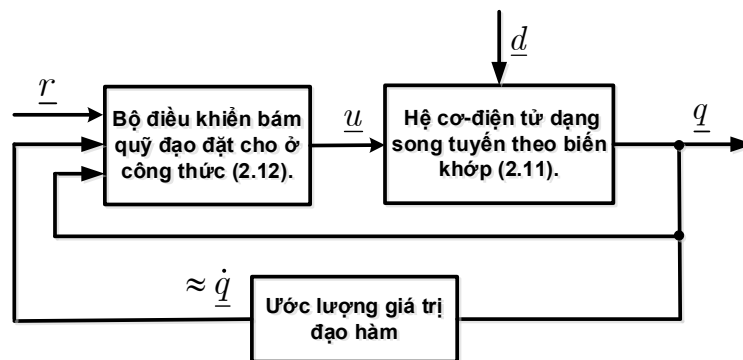 d
r
Bộ điều khiển bám
quỹ đạo đặt cho ở
công thức (2.12).
u
Hệ cơ-điện tử dạng
song tuyến theo biến
khớp (2.11).
q
≈ q̇
Ước lượng giá trị
đạo hàm